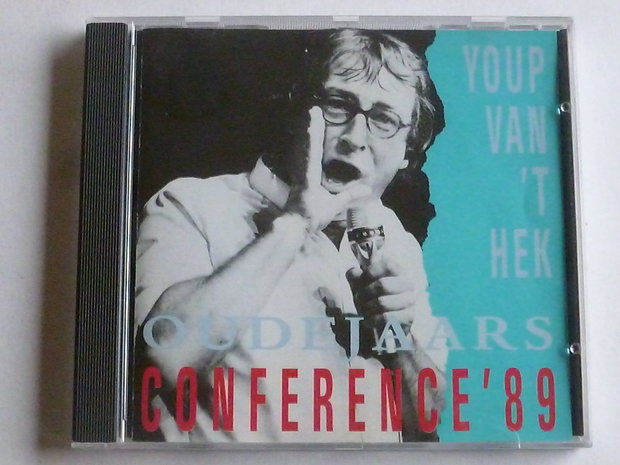 YOUP
VAN
'T
HEK
OUDEJAARS
CONFERENCE'89